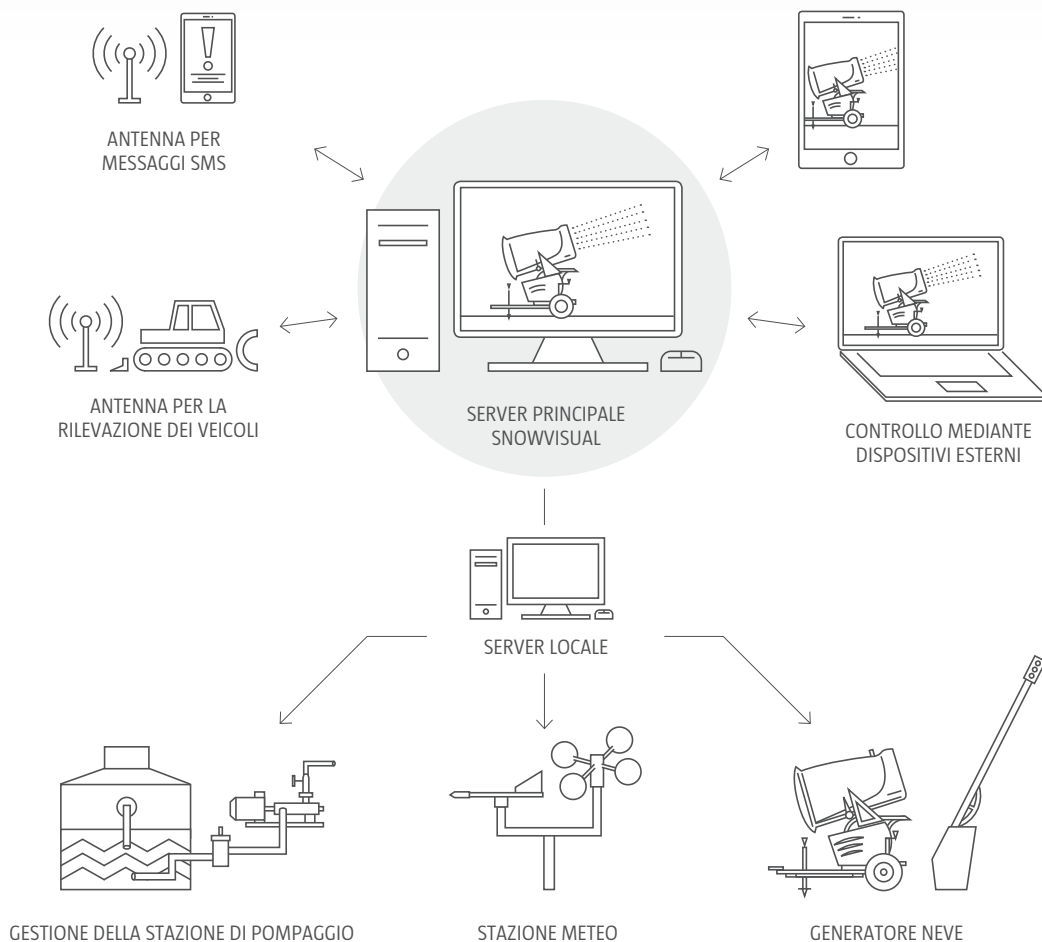 ANTENNA PER
MESSAGGI SMS
ANTENNA PER LA
RILEVAZIONE DEI VEICOLI
SERVER PRINCIPALE
SNOWVISUAL
CONTROLLO MEDIANTE
DISPOSITIVI ESTERNI
SERVER LOCALE
GESTIONE DELLA STAZIONE DI POMPAGGIO
STAZIONE METEO
GENERATORE NEVE